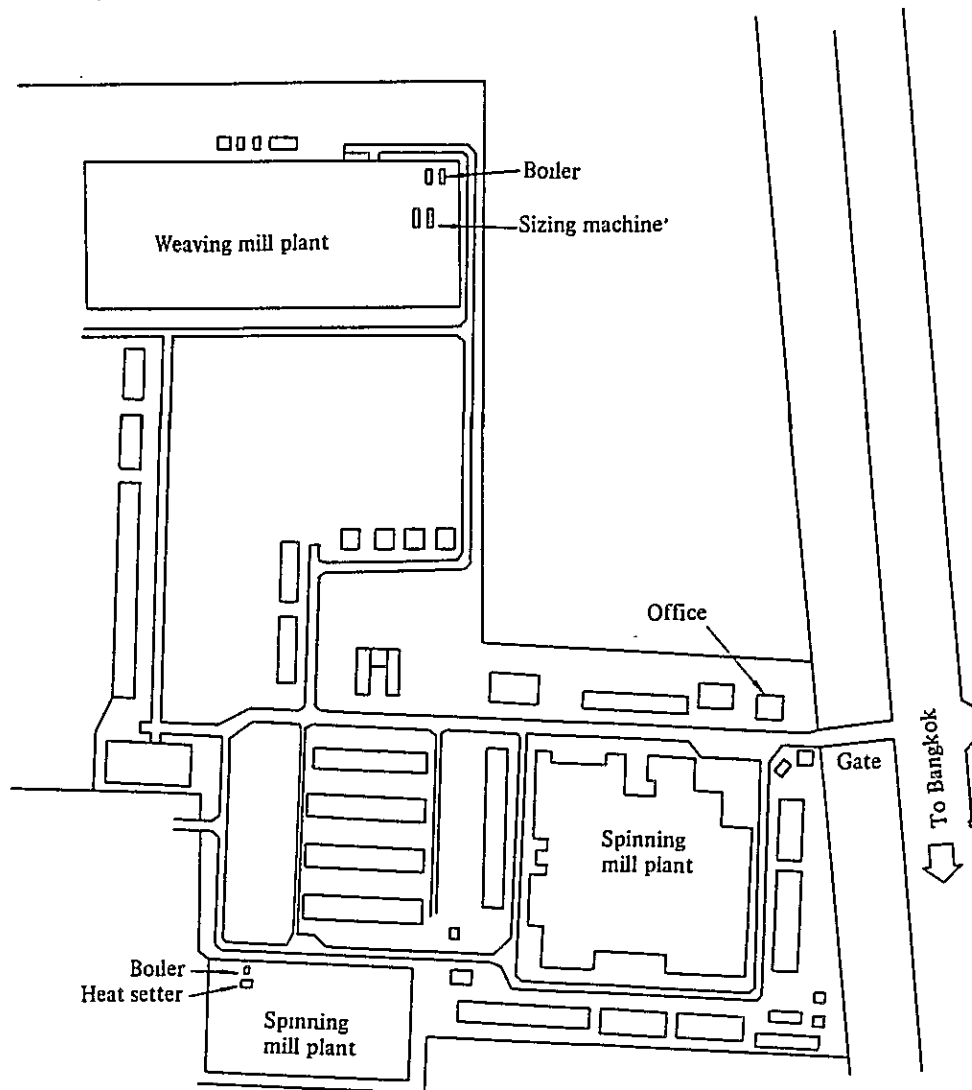 Boiler
Sizing machine'
Weaving mill plant
Office
Gate
To Bangkok
Spinning
mill plant
Boiler
Heat setter
Spinning
mill plant